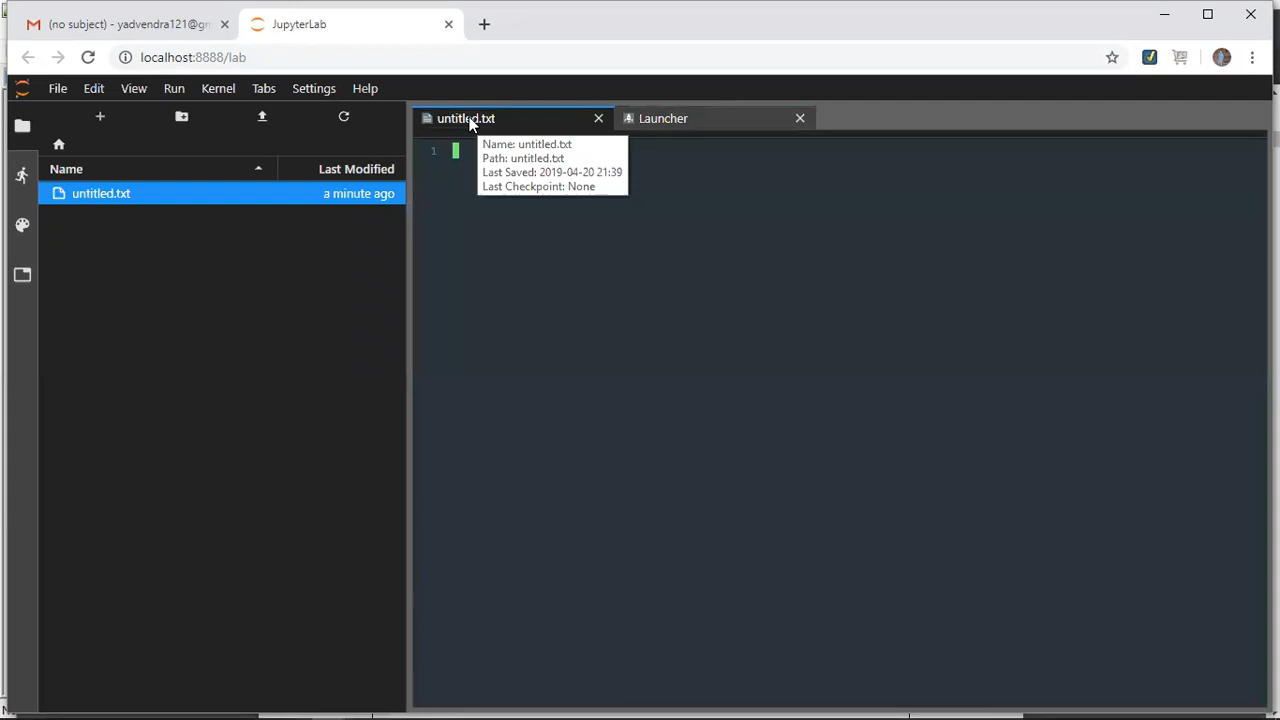 (no subject) - yadvendra121@gm
JupyterLab
localhost:8888/lab
File Edit View Run Kernel Tabs Settings Help
untitled.txt
Launcher
Name: untitled.txt
Path: untitled.txt
Last Saved: 2019-04-20 21:39
Last Checkpoint: None
1
Name Last Modified
untitled.txt a minute ago